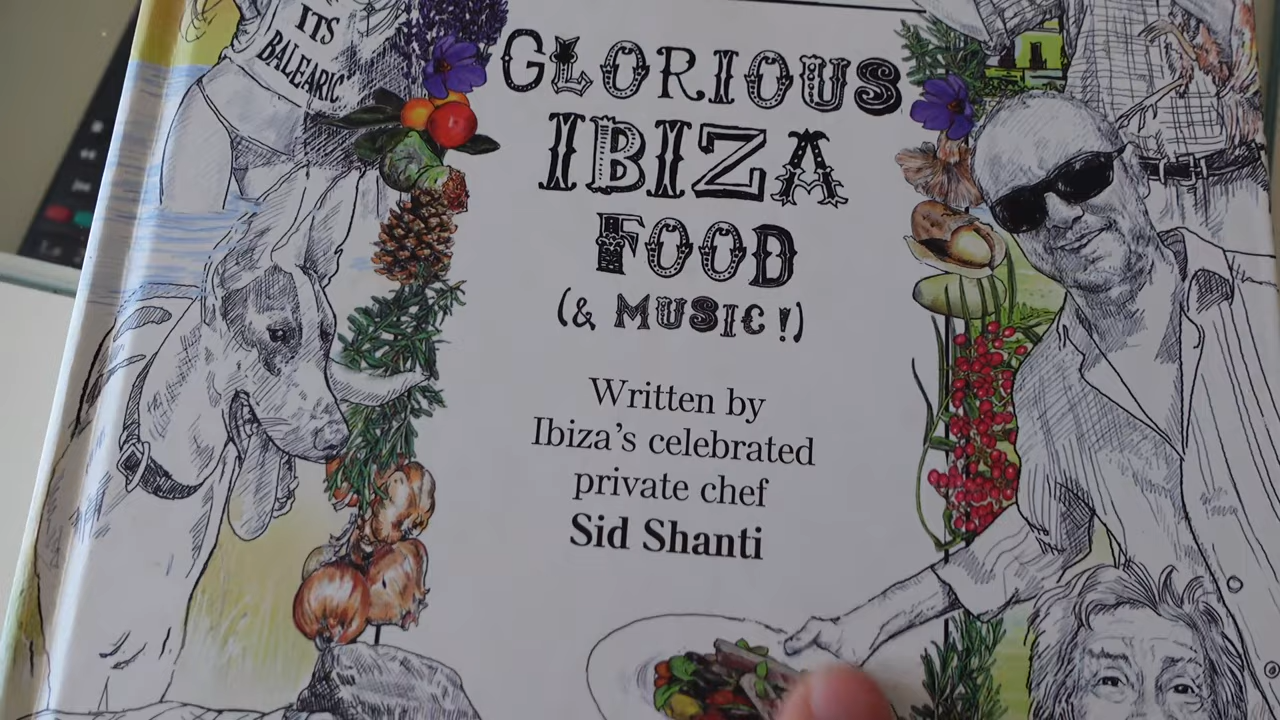 ITS
BALEARIC
GLORIOUS
IBIZA
FOOD
(& MUSIC!)
Written by
Ibiza's celebrated
private chef
Sid Shanti